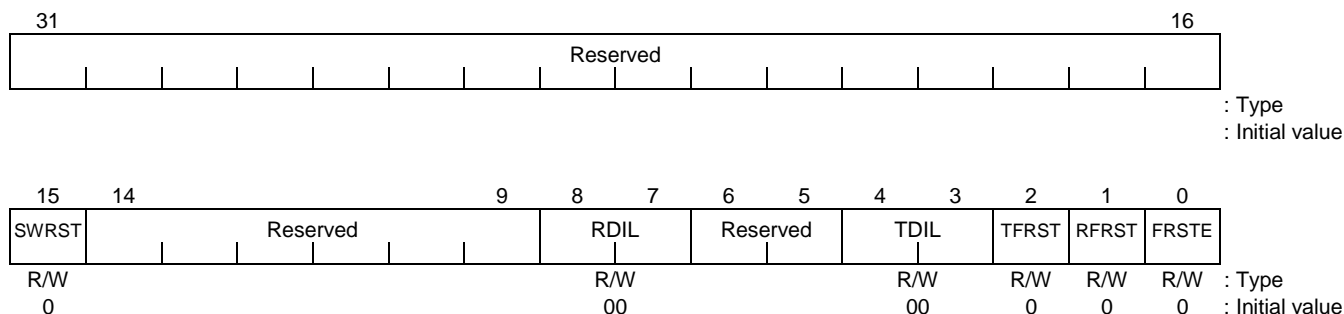 31 16
Reserved
: Type
: Initial value
15 14 9 8 7 6 5 4 3 2 1 0
SWRST Reserved RDIL Reserved TDIL TFRST RFRST FRSTE
R/W R/W R/W R/W R/W R/W : Type
0 00 00 0 0 0 : Initial value